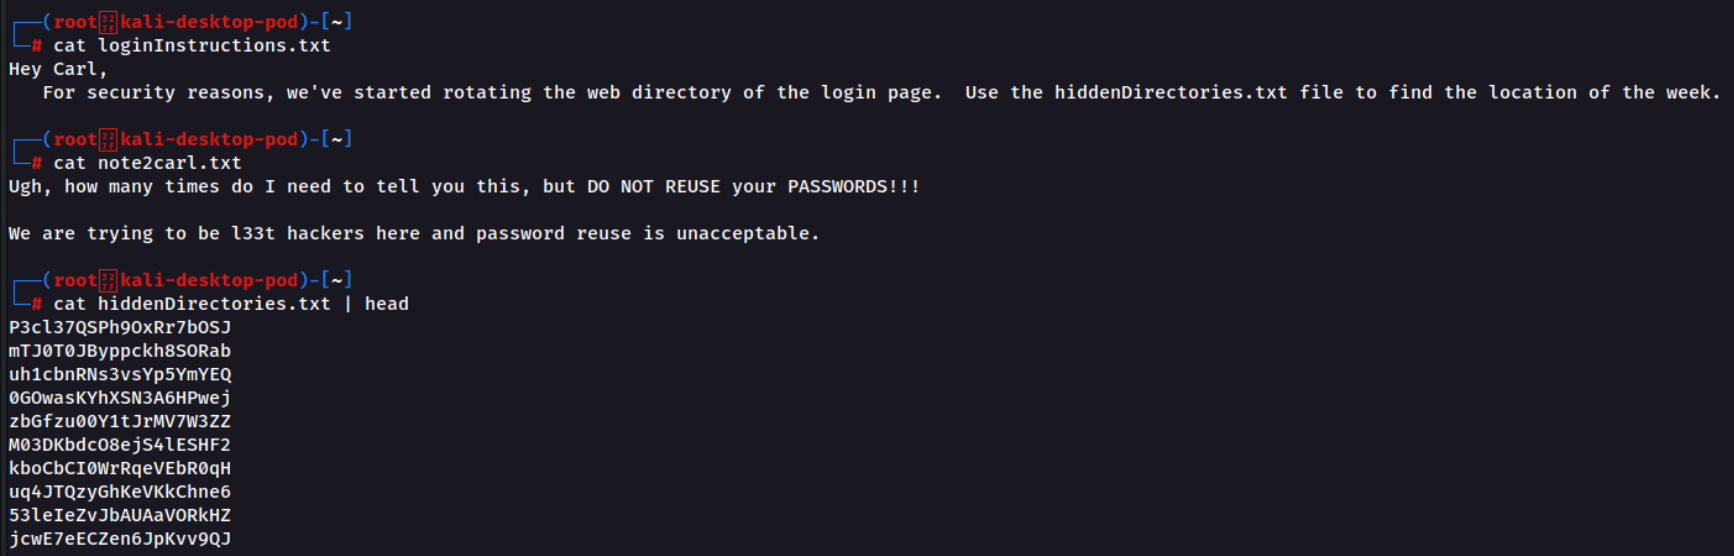 ┌──(root㉿kali-desktop-pod)-[~]
└─# cat loginInstructions.txt
Hey Carl,
   For security reasons, we've started rotating the web directory of the login page.  Use the hiddenDirectories.txt file to find the location of the week.
┌──(root㉿kali-desktop-pod)-[~]
└─# cat note2carl.txt
Ugh, how many times do I need to tell you this, but DO NOT REUSE your PASSWORDS!!!
We are trying to be l33t hackers here and password reuse is unacceptable.
┌──(root㉿kali-desktop-pod)-[~]
└─# cat hiddenDirectories.txt | head
P3cl37QSPh9OxRr7bOSJ
mTJ0T0JByppckh8SORab
uh1cbnRNs3vsYp5YmYEQ
0GOwasKYhXSN3A6HPwej
zbGfzu00Y1tJrMV7W3ZZ
M03DKbdcO8ejS4lESHF2
kboCbCI0WrRqeVEbR0qH
uq4JTQzyGhKeVKkChne6
53leIeZvJbAUAaVORkHZ
jcwE7eECZen6JpKvv9QJ